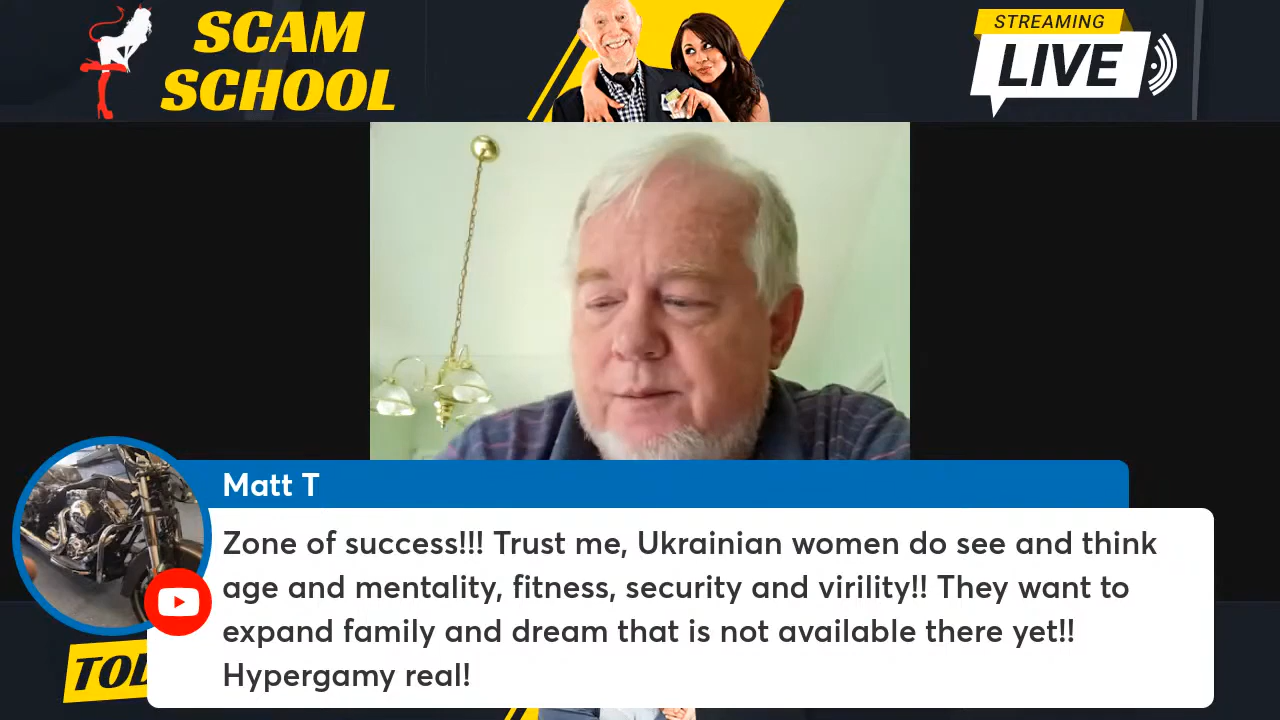 SCAM
SCHOOL
STREAMING
LIVE
Matt T
Zone of success!!! Trust me, Ukrainian women do see and think
age and mentality, fitness, security and virility!! They want to
expand family and dream that is not available there yet!!
Hypergamy real!